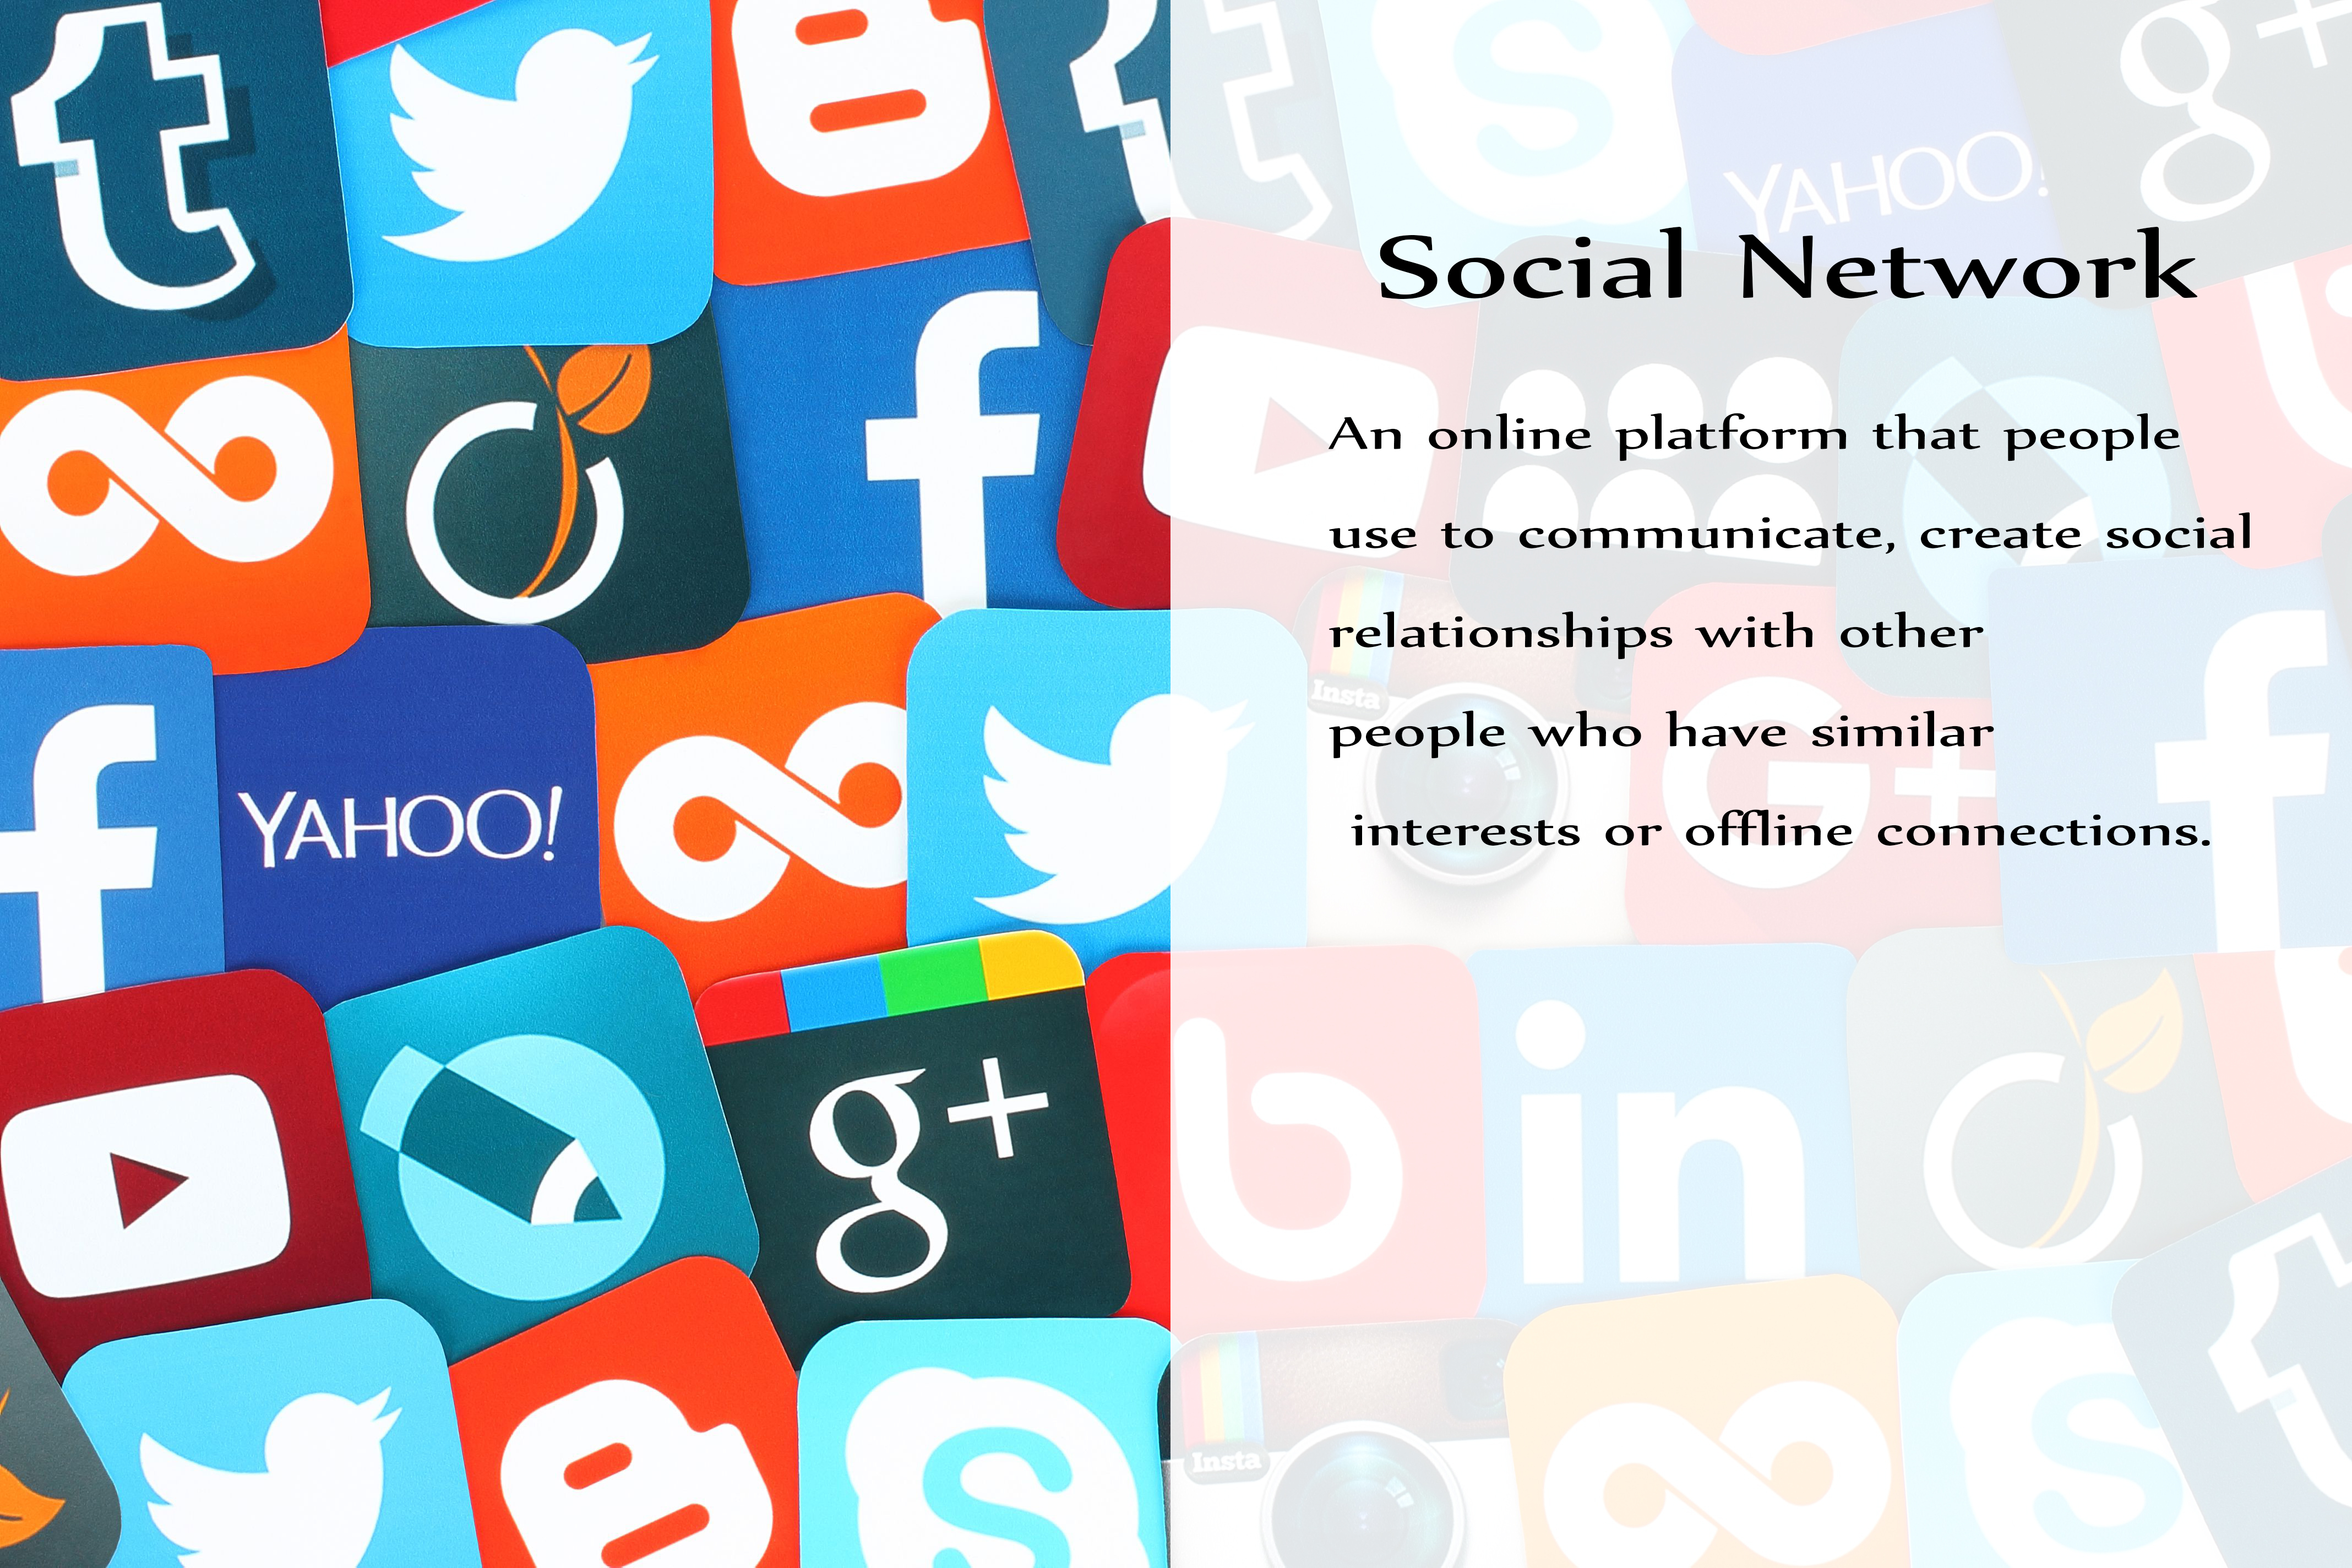 Social Network
An online platform that people
use to communicate, create social
relationships with other
people who have similar
interests or offline connections.
t
B
t
S
YAHOO!
g+
f
YAHOO!
Insta
G+
f
f
g+
b
in
B
S
Insta
S
t